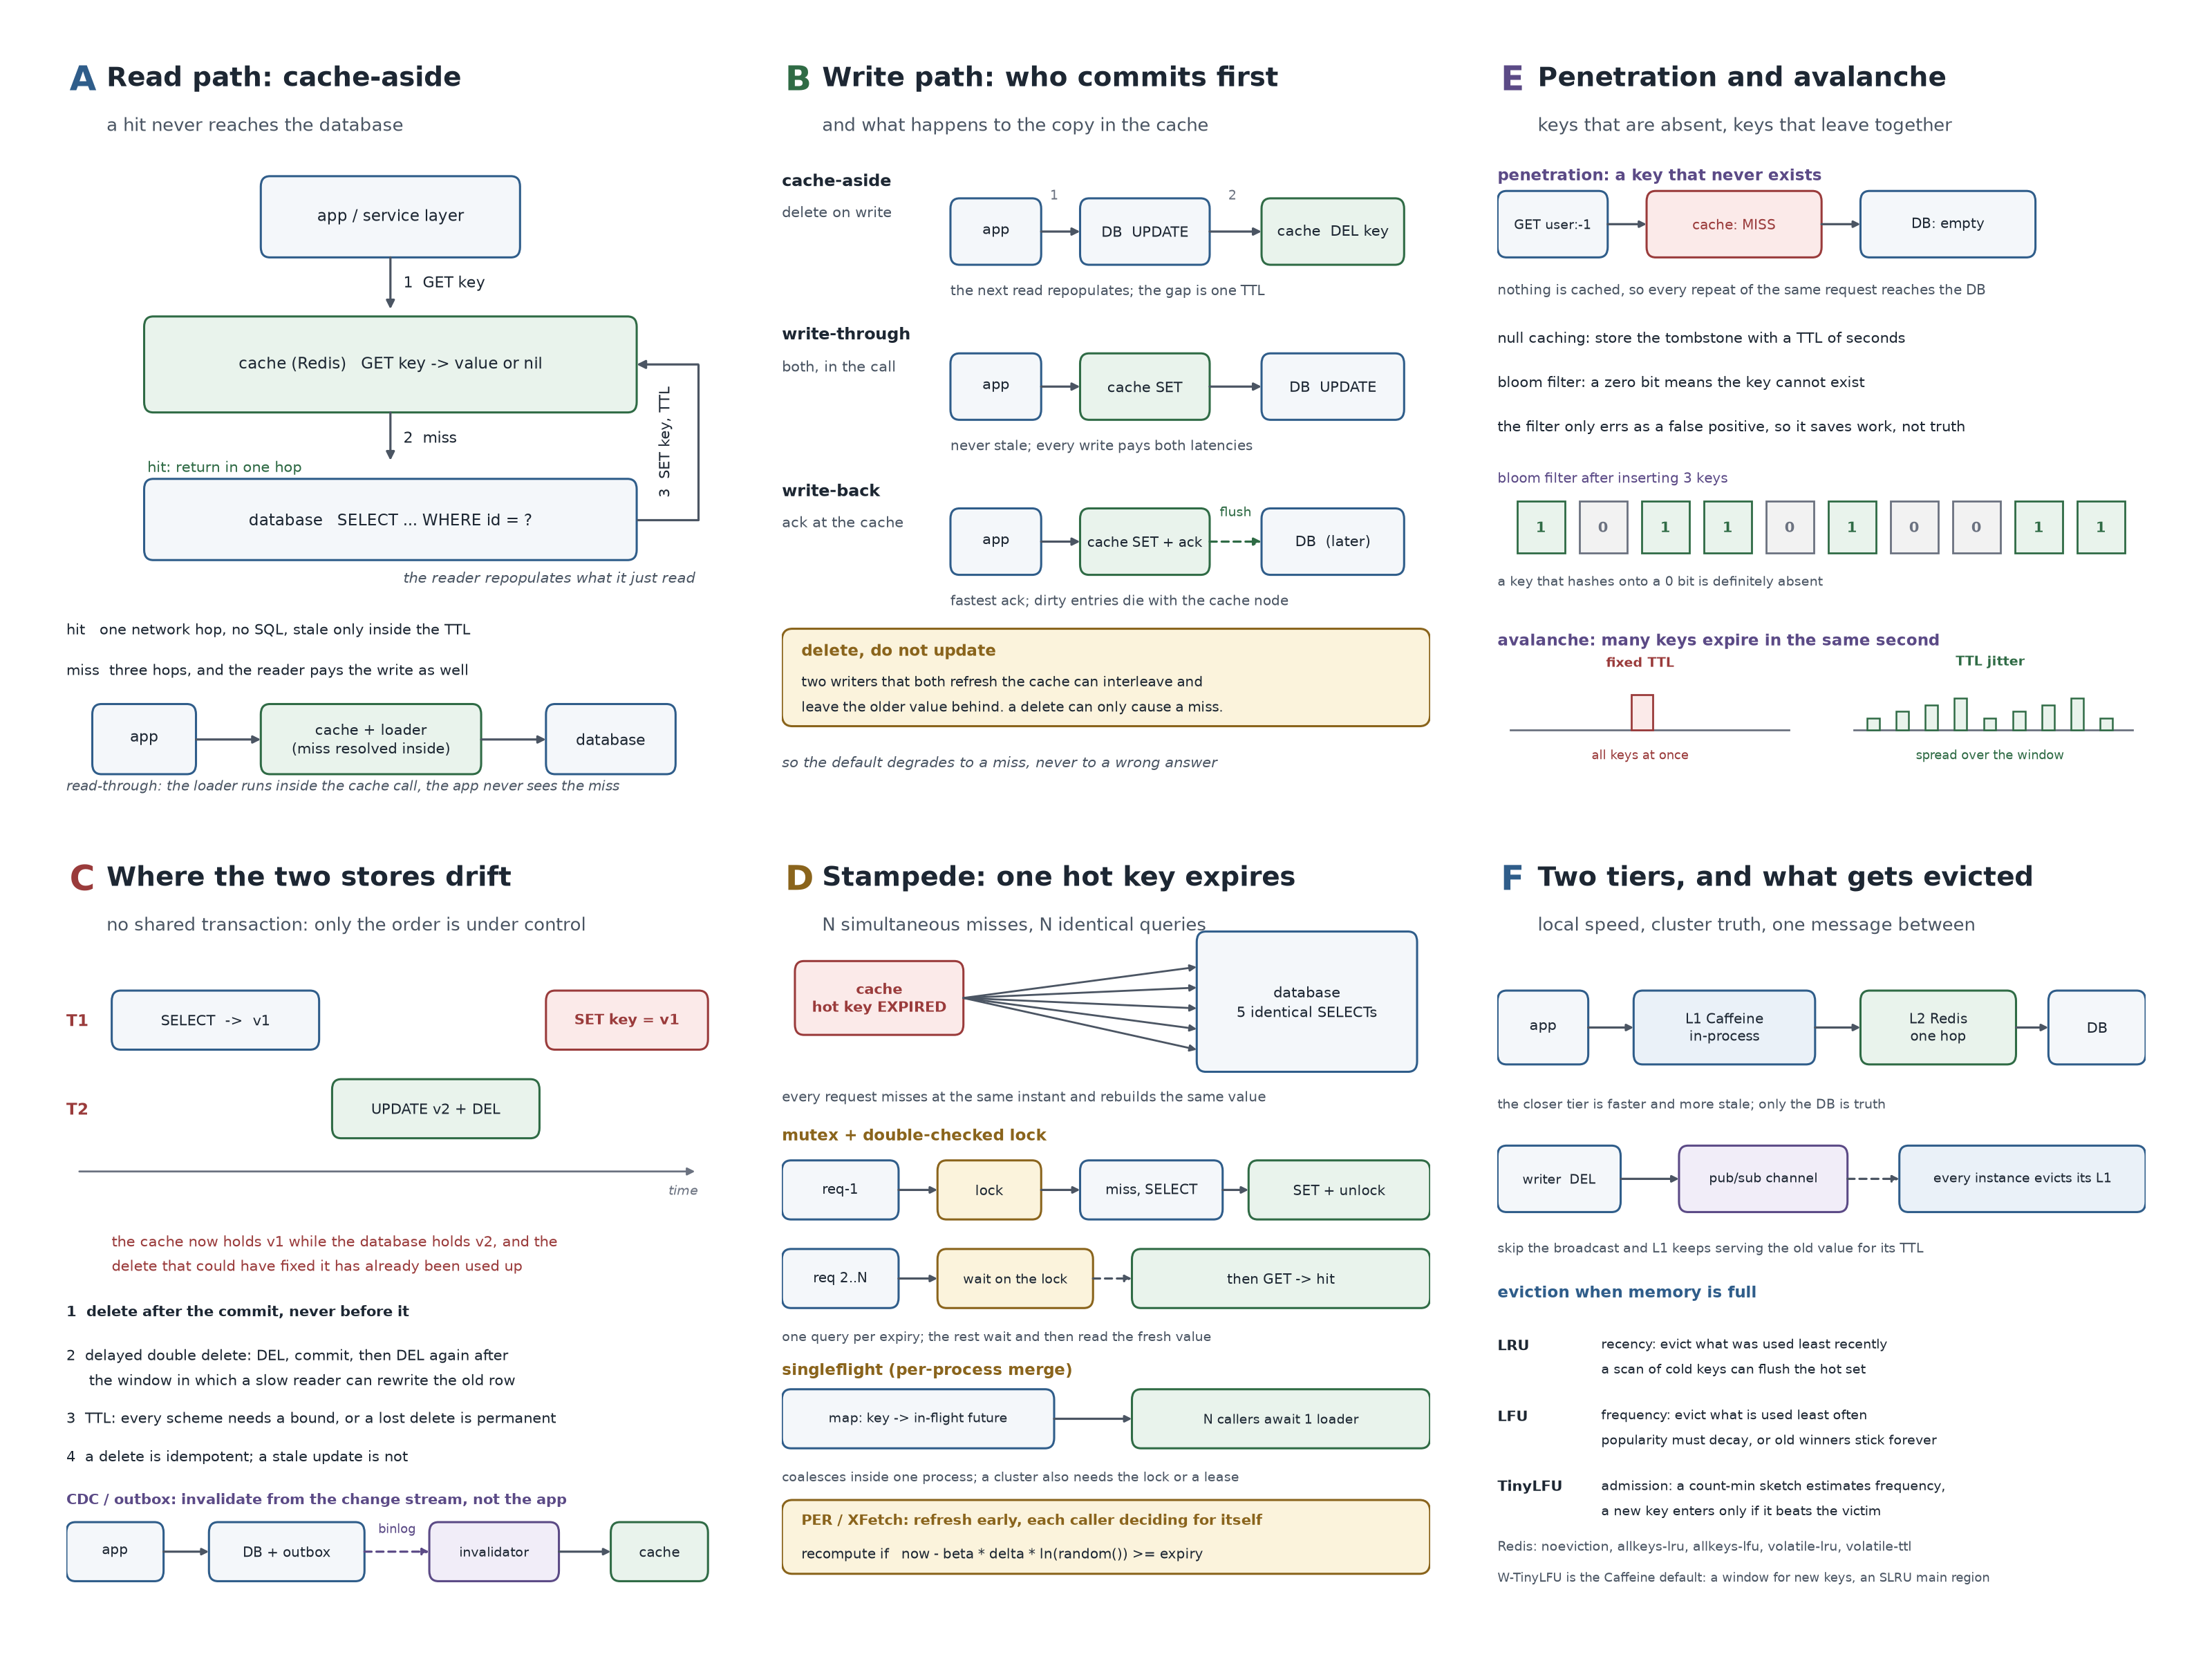 A Read path: cache-aside
a hit never reaches the database
app / service layer
1 GET key
cache (Redis) GET key -> value or nil
2 miss
3 SET key, TTL
hit: return in one hop
database SELECT ... WHERE id = ?
the reader repopulates what it just read
hit one network hop, no SQL, stale only inside the TTL
miss three hops, and the reader pays the write as well
app
cache + loader
(miss resolved inside)
database
read-through: the loader runs inside the cache call, the app never sees the miss
B Write path: who commits first
and what happens to the copy in the cache
cache-aside
delete on write
app
1
DB UPDATE
2
cache DEL key
the next read repopulates; the gap is one TTL
write-through
both, in the call
app
cache SET
DB UPDATE
never stale; every write pays both latencies
write-back
ack at the cache
app
cache SET + ack
flush
DB (later)
fastest ack; dirty entries die with the cache node
delete, do not update
two writers that both refresh the cache can interleave and
leave the older value behind. a delete can only cause a miss.
so the default degrades to a miss, never to a wrong answer
E Penetration and avalanche
keys that are absent, keys that leave together
penetration: a key that never exists
GET user:-1
cache: MISS
DB: empty
nothing is cached, so every repeat of the same request reaches the DB
null caching: store the tombstone with a TTL of seconds
bloom filter: a zero bit means the key cannot exist
the filter only errs as a false positive, so it saves work, not truth
bloom filter after inserting 3 keys
1 0 1 1 0 1 0 0 1 1
a key that hashes onto a 0 bit is definitely absent
avalanche: many keys expire in the same second
fixed TTL
all keys at once
TTL jitter
spread over the window
C Where the two stores drift
no shared transaction: only the order is under control
T1
SELECT -> v1
SET key = v1
T2
UPDATE v2 + DEL
time
the cache now holds v1 while the database holds v2, and the
delete that could have fixed it has already been used up
1 delete after the commit, never before it
2 delayed double delete: DEL, commit, then DEL again after
the window in which a slow reader can rewrite the old row
3 TTL: every scheme needs a bound, or a lost delete is permanent
4 a delete is idempotent; a stale update is not
CDC / outbox: invalidate from the change stream, not the app
app
DB + outbox
binlog
invalidator
cache
D Stampede: one hot key expires
N simultaneous misses, N identical queries
cache
hot key EXPIRED
database
5 identical SELECTs
every request misses at the same instant and rebuilds the same value
mutex + double-checked lock
req-1
lock
miss, SELECT
SET + unlock
req 2..N
wait on the lock
then GET -> hit
one query per expiry; the rest wait and then read the fresh value
singleflight (per-process merge)
map: key -> in-flight future
N callers await 1 loader
coalesces inside one process; a cluster also needs the lock or a lease
PER / XFetch: refresh early, each caller deciding for itself
recompute if now - beta * delta * ln(random()) >= expiry
F Two tiers, and what gets evicted
local speed, cluster truth, one message between
app
L1 Caffeine
in-process
L2 Redis
one hop
DB
the closer tier is faster and more stale; only the DB is truth
writer DEL
pub/sub channel
every instance evicts its L1
skip the broadcast and L1 keeps serving the old value for its TTL
eviction when memory is full
LRU
recency: evict what was used least recently
a scan of cold keys can flush the hot set
LFU
frequency: evict what is used least often
popularity must decay, or old winners stick forever
TinyLFU
admission: a count-min sketch estimates frequency,
a new key enters only if it beats the victim
Redis: noeviction, allkeys-lru, allkeys-lfu, volatile-lru, volatile-ttl
W-TinyLFU is the Caffeine default: a window for new keys, an SLRU main region